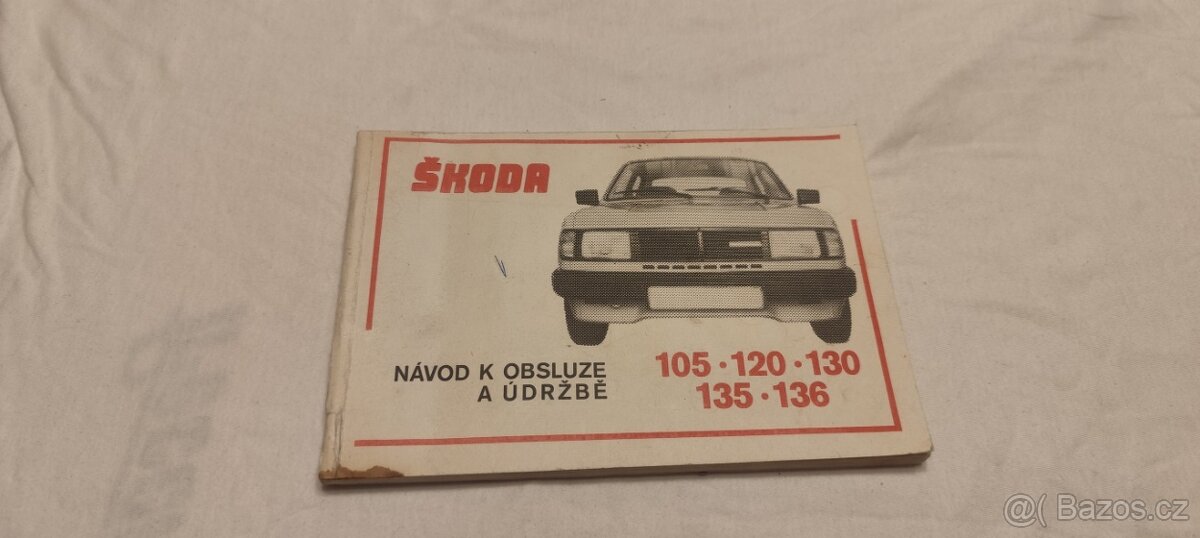 ŠKODA
NÁVOD K OBSLUZE
A ÚDRŽBĚ
105 · 120 · 130
135 · 136
@ Bazos.cz